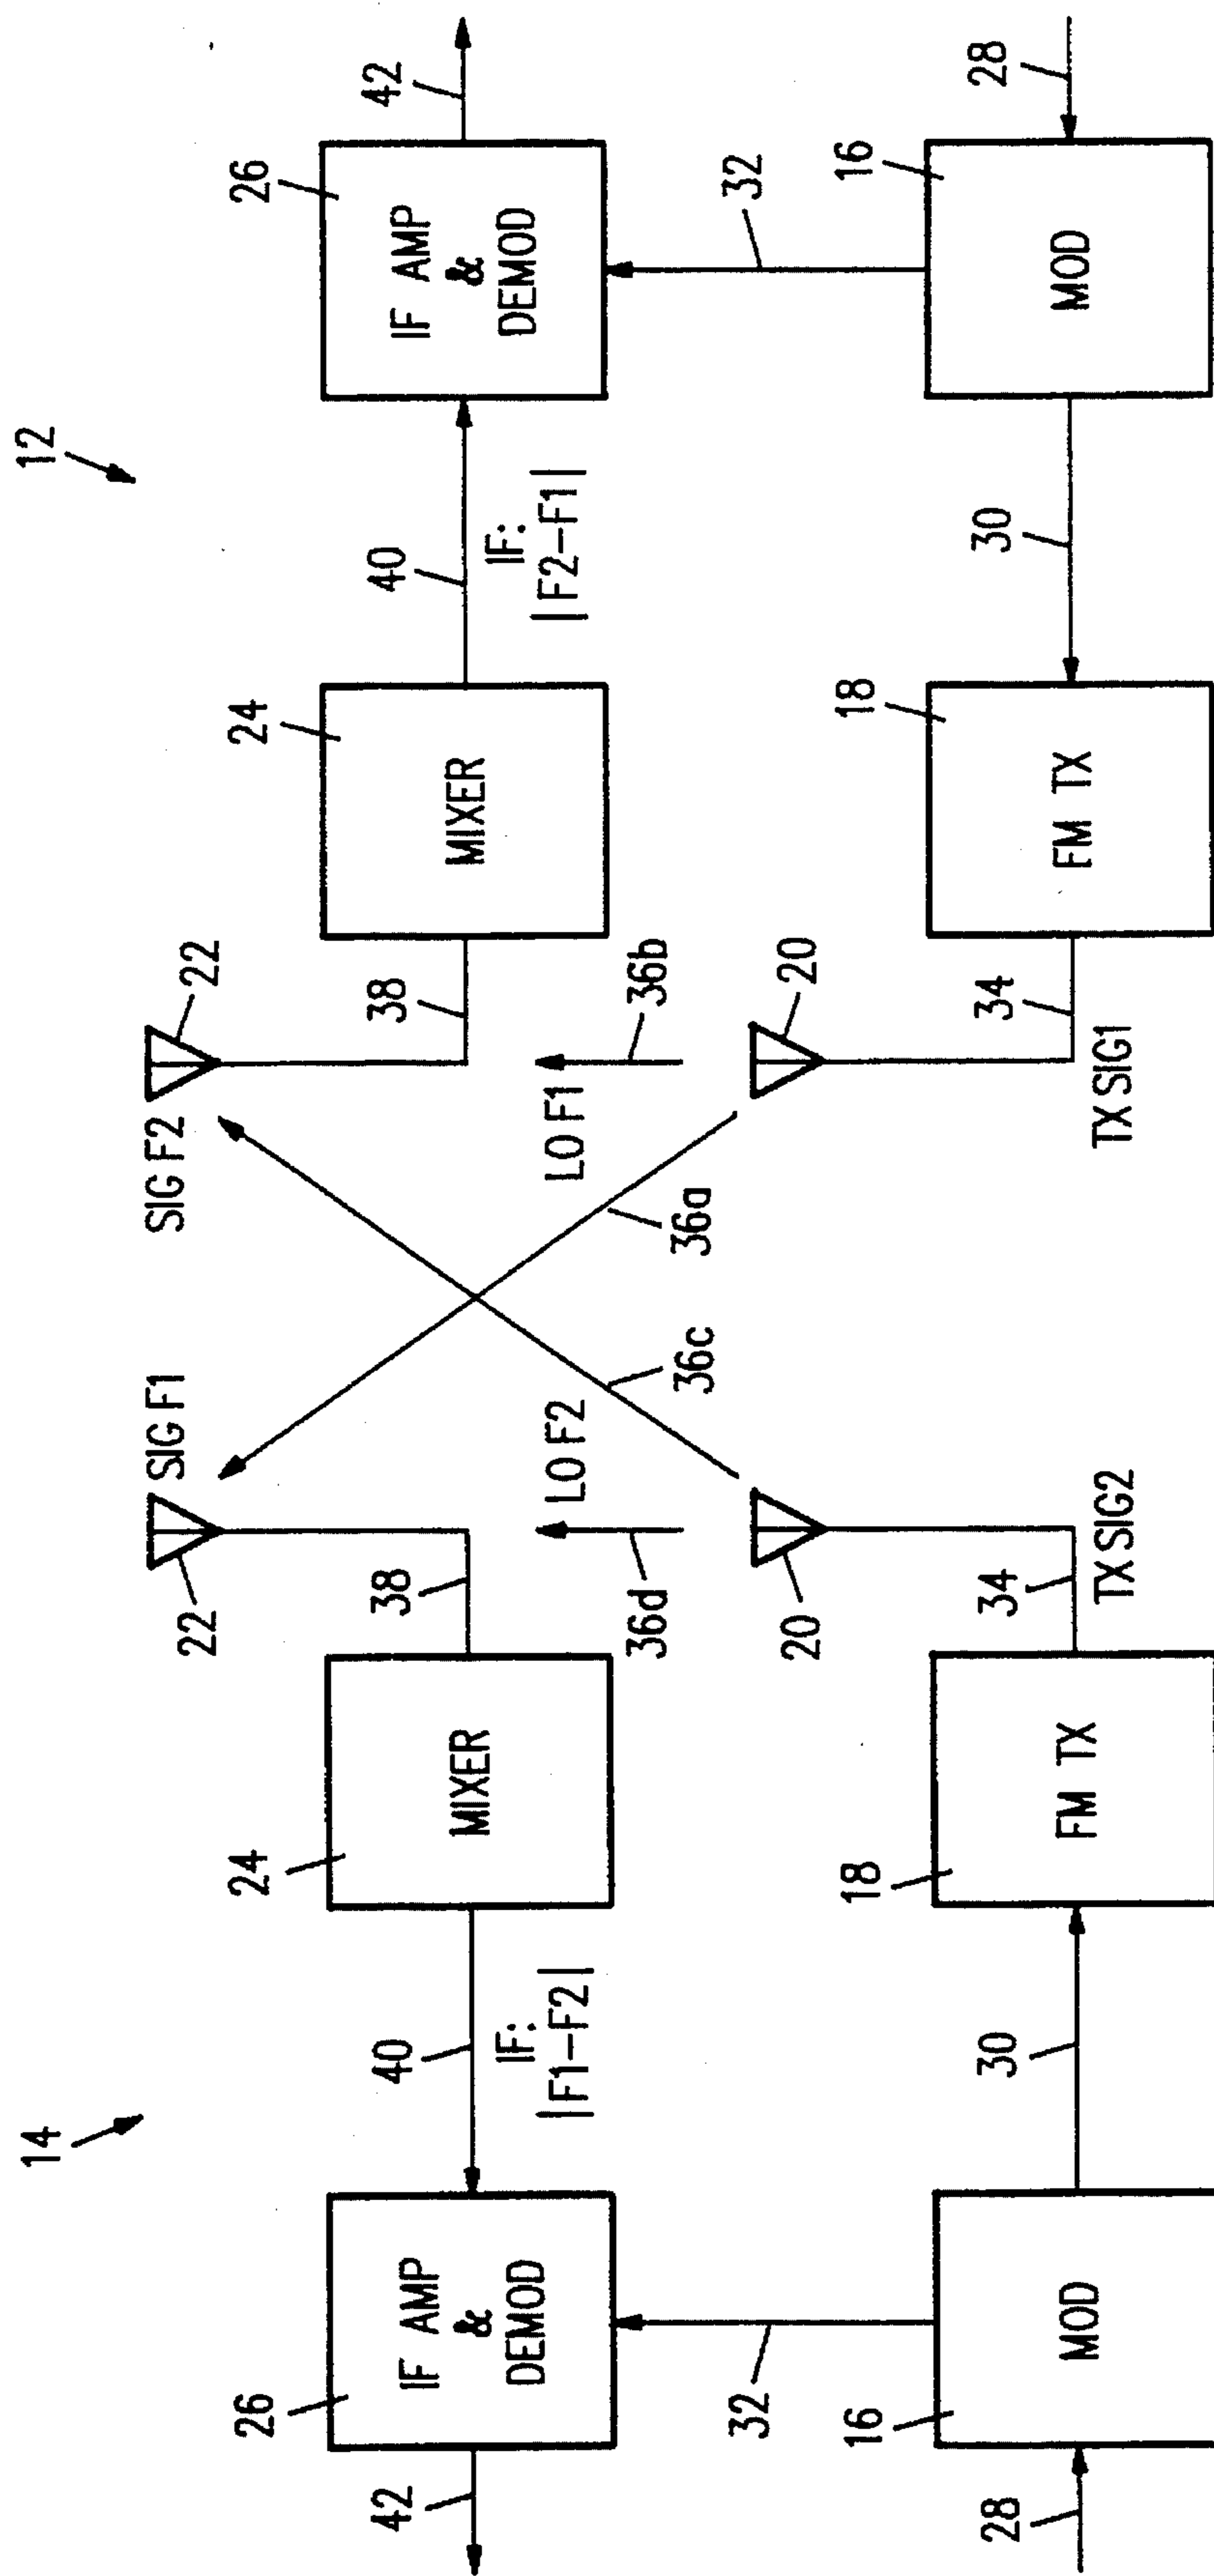 14
12
22
SIG F1
SIG F2
22
26
IF AMP
&
DEMOD
42
40
IF:
|F1-F2|
24
MIXER
38
36d
LO F2
36c
36a
LO F1
36b
38
24
MIXER
40
IF:
|F2-F1|
26
IF AMP
&
DEMOD
42
32
32
28
16
MOD
30
18
FM TX
34
TX SIG2
20
20
34
TX SIG1
18
FM TX
30
16
MOD
28